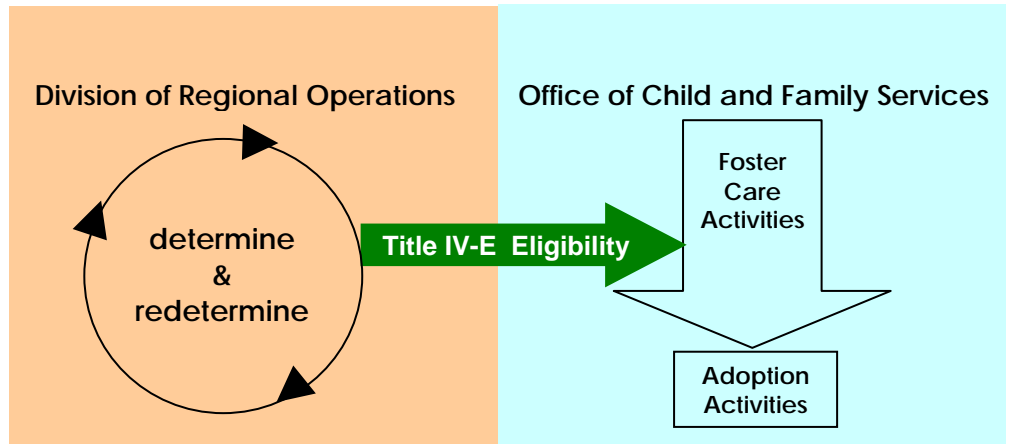 Division of Regional Operations
Office of Child and Family Services
determine
&
redetermine
Title IV-E Eligibility
Foster
Care
Activities
Adoption
Activities